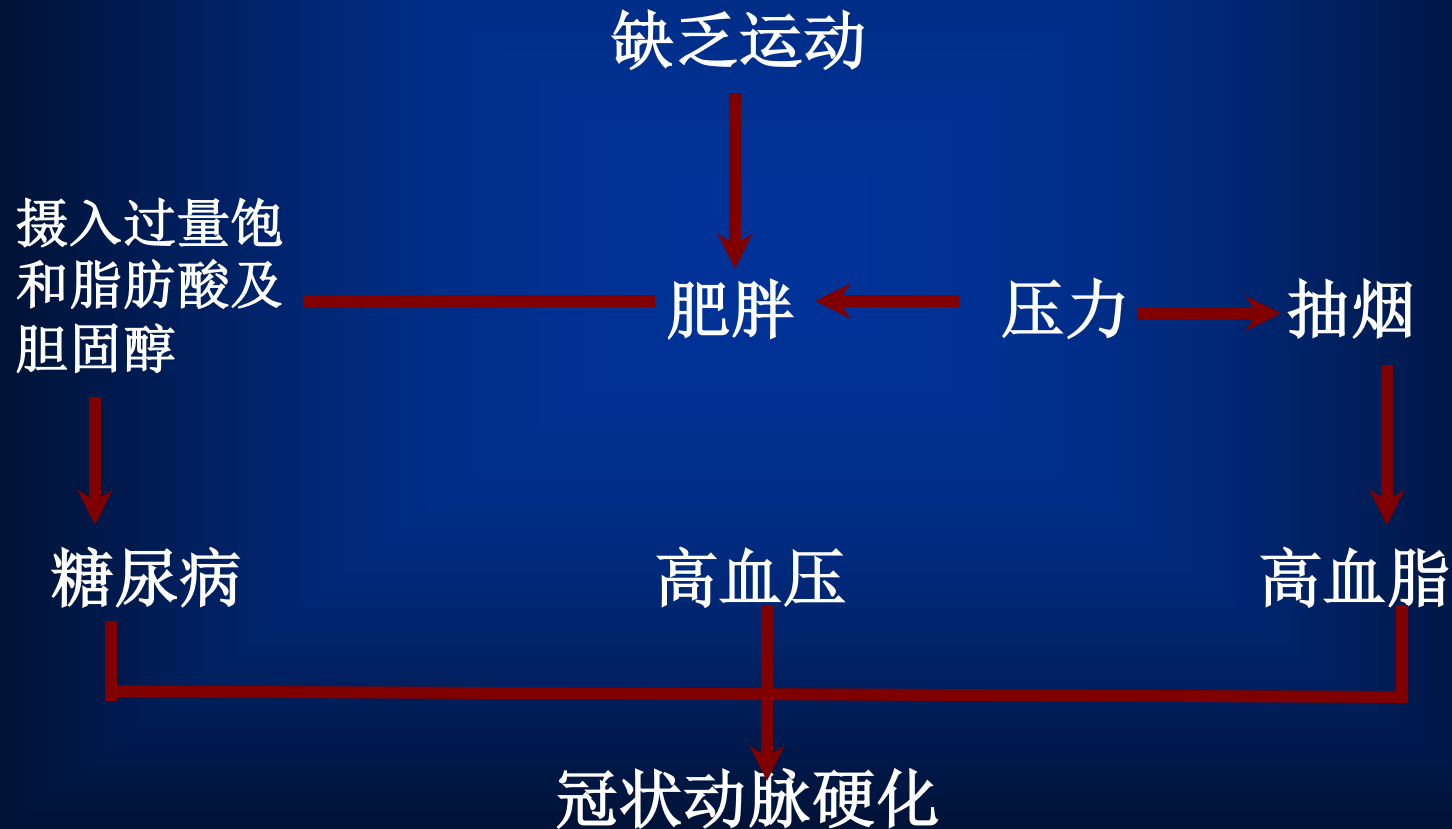 缺乏运动
摄入过量饱
和脂肪酸及
胆固醇
肥胖
压力
抽烟
糖尿病
高血压
高血脂
冠状动脉硬化